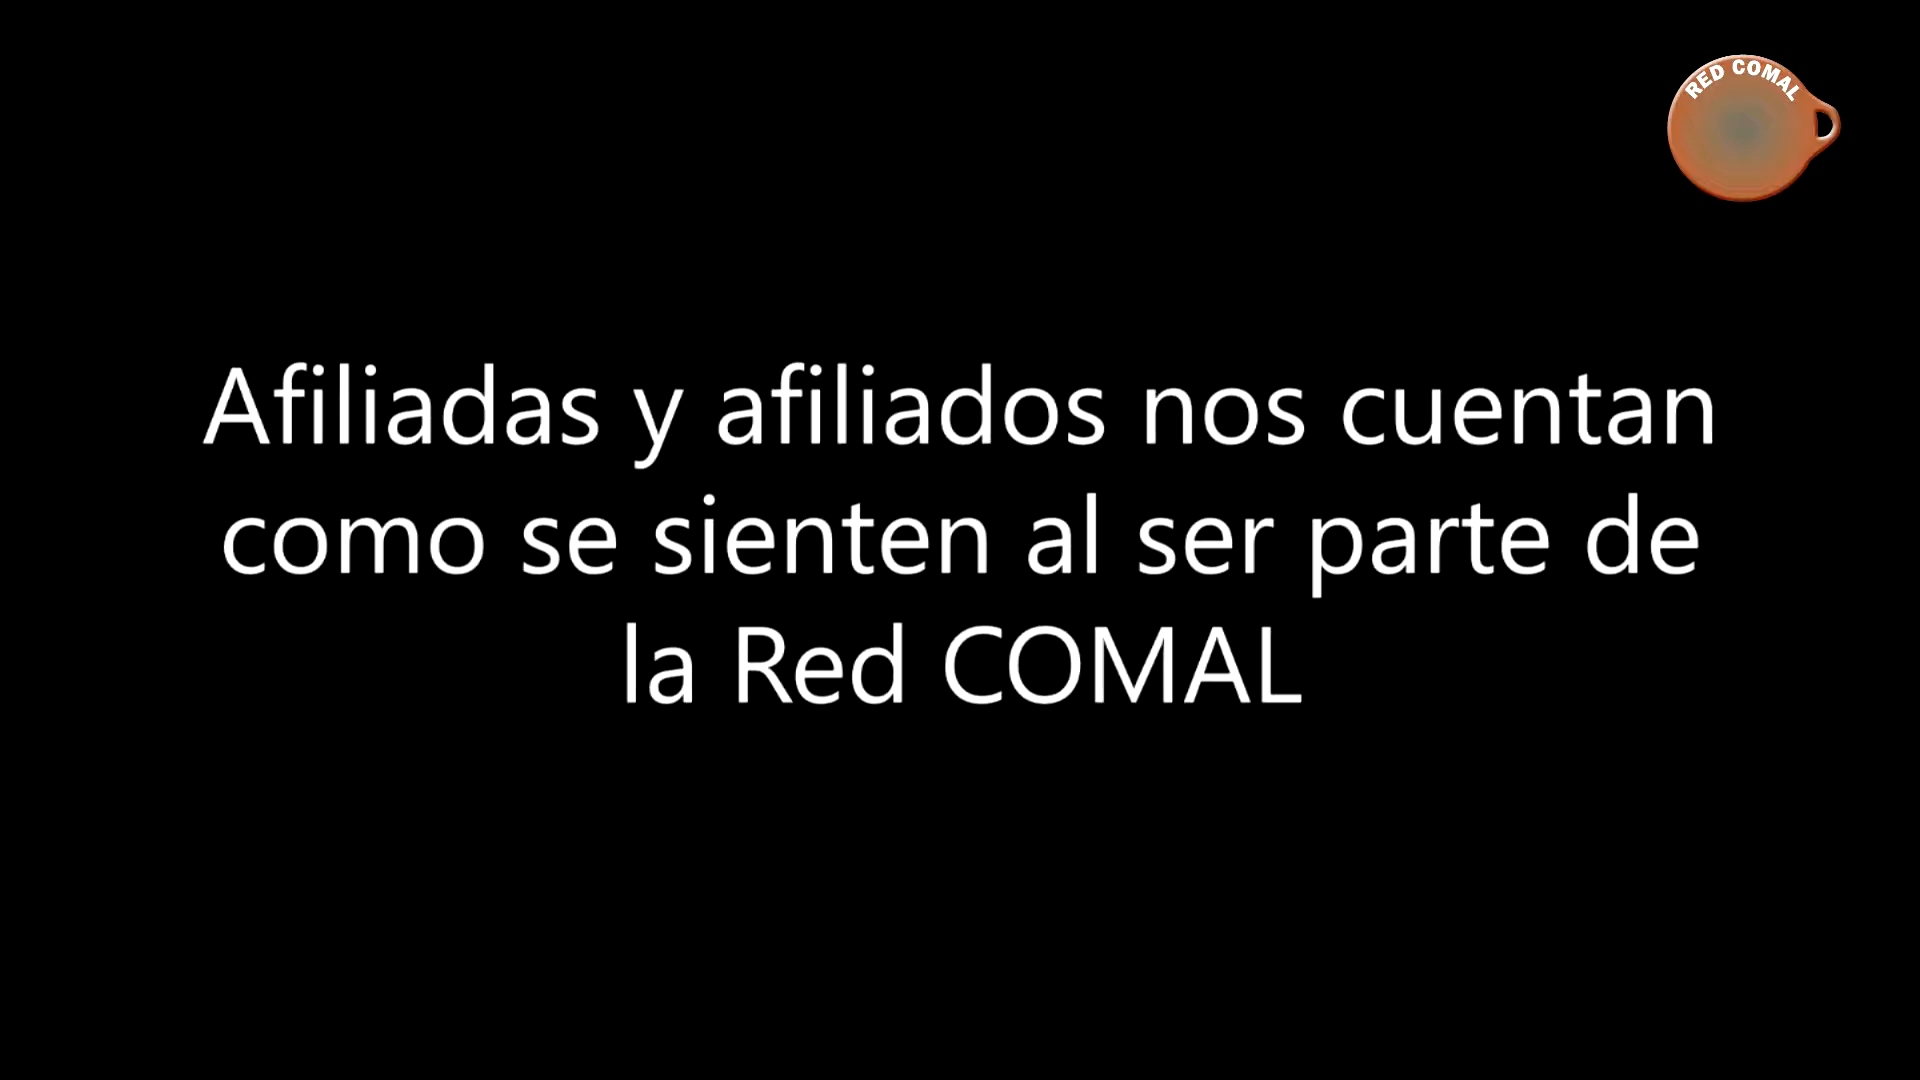 RED COMAL
Afiliadas y afiliados nos cuentan
como se sienten al ser parte de
la Red COMAL